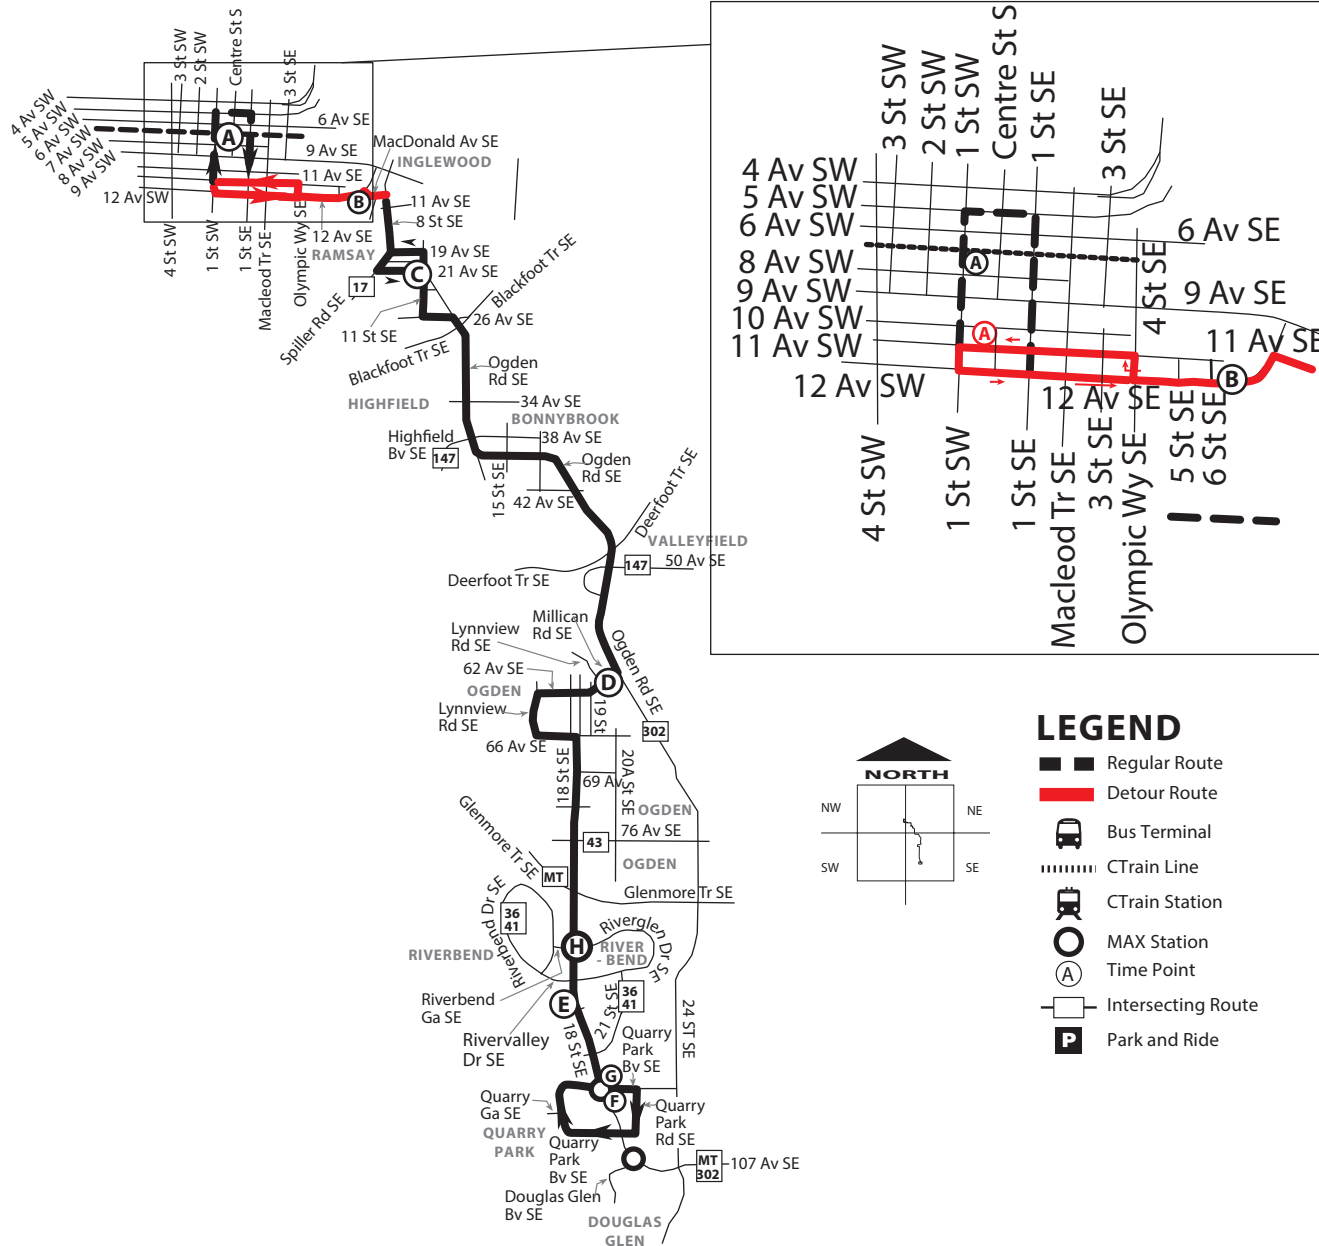 3 St SW
2 St SW
Centre St S
3 St SE
4 Av SW
5 Av SW
6 Av SW
7 Av SW
8 Av SW
9 Av SW
12 Av SW
6 Av SE
A
9 Av SE
MacDonald Av SE
INGLEWOOD
11 Av SE
B
11 Av SE
8 St SE
12 Av SE
RAMSAY
4 St SW
1 St SW
1 St SE
Macleod Tr SE
Olympic Wy SE
19 Av SE
21 Av SE
C
17
Spiller Rd SE
11 St SE
Blackfoot Tr SE
26 Av SE
Blackfoot Tr SE
Ogden
Rd SE
HIGHFIELD
34 Av SE
BONNYBROOK
Highfield
Bv SE
147
38 Av SE
Ogden
Rd SE
15 St SE
42 Av SE
Deerfoot Tr SE
VALLEYFIELD
147
50 Av SE
Deerfoot Tr SE
Millican
Rd SE
Lynnview
Rd SE
Ogden Rd SE
62 Av SE
D
OGDEN
Lynnview
Rd SE
19 St
302
66 Av SE
18 St SE
20A St SE
69 Av
OGDEN
76 Av SE
43
OGDEN
Glenmore Tr SE
MT
Glenmore Tr SE
Riverbend Dr SE
36
41
Riverglen Dr SE
H
RIVER
- BEND
RIVERBEND
Riverbend
Ga SE
E
36
41
21 St SE
24 ST SE
Rivervalley
Dr SE
18 St SE
Quarry
Park
Bv SE
G
F
Quarry
Ga SE
Quarry
Park
Rd SE
QUARRY
PARK
Quarry
Park
Bv SE
MT
302
107 Av SE
Douglas Glen
Bv SE
DOUGLAS
GLEN
3 St SW
2 St SW
1 St SW
Centre St S
1 St SE
3 St SE
4 Av SW
5 Av SW
6 Av SW
8 Av SW
9 Av SW
10 Av SW
11 Av SW
12 Av SW
6 Av SE
A
4 St SE
9 Av SE
A
11 Av SE
B
12 Av SE
4 St SW
1 St SW
1 St SE
Macleod Tr SE
3 St SE
Olympic Wy SE
5 St SE
6 St SE
NORTH
NW
NE
SW
SE
LEGEND
Regular Route
Detour Route
Bus Terminal
CTrain Line
CTrain Station
MAX Station
A
Time Point
Intersecting Route
P
Park and Ride